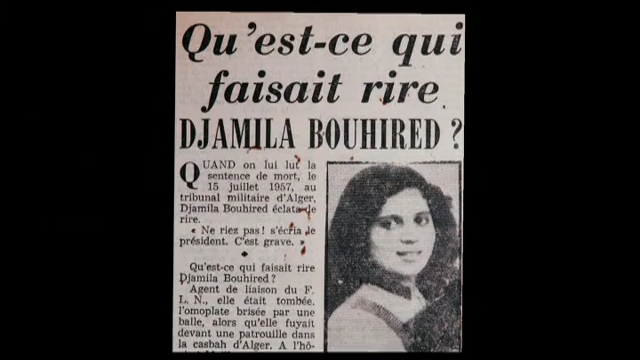 Qu'est-ce qui
faisait rire
DJAMILA BOUHIRED ?
QUAND on lui lut la
sentence de mort, le
15 juillet 1957, au
tribunal militaire d'Alger,
Djamila Bouhired éclata de
rire.
« Ne riez pas ! s'écria le
président. C'est grave. »
Qu'est-ce qui faisait rire
Djamila Bouhired ?
Agent de liaison du F.
L. N., elle était tombée,
l'omoplate brisée par une
balle, alors qu'elle fuyait
devant une patrouille dans
la casbah d'Alger. A l'hô-